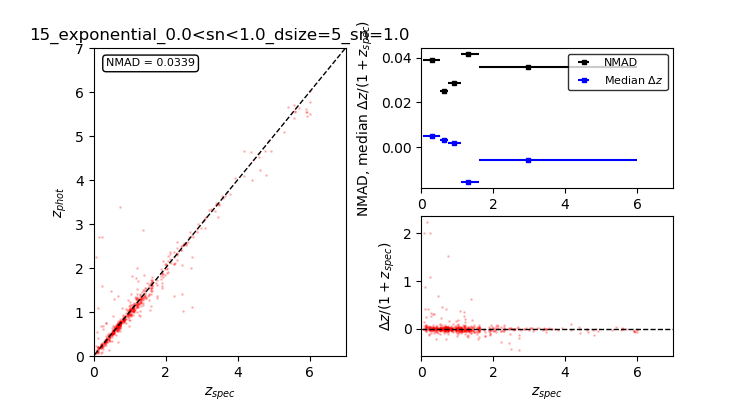 15_exponential_0.0<sn<1.0_dsize=5_sn=1.0
NMAD = 0.0339
z_phot
7
6
5
4
3
2
1
0
0 2 4 6
z_spec
NMAD, median Δz/(1 + z_spec)
0.04
0.02
0.00
NMAD
Median Δz
0 2 4 6
Δz/(1 + z_spec)
2
1
0
0 2 4 6
z_spec